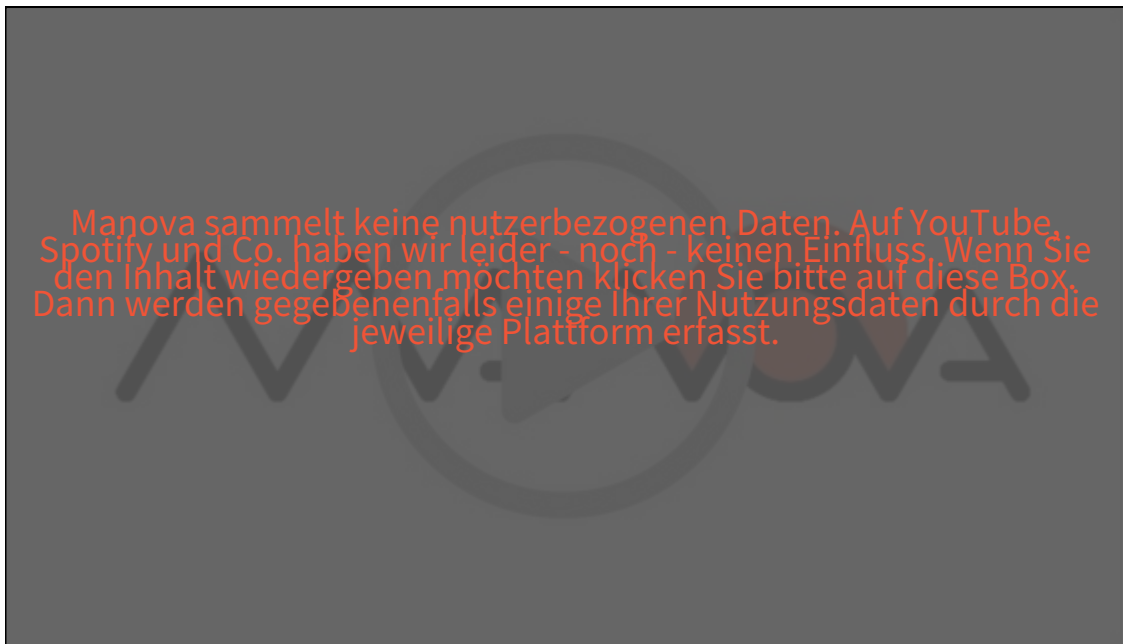 Manova sammelt keine nutzerbezogenen Daten. Auf YouTube,
Spotify und Co. haben wir leider - noch - keinen Einfluss. Wenn Sie
den Inhalt wiedergeben möchten klicken Sie bitte auf diese Box.
Dann werden gegebenenfalls einige Ihrer Nutzungsdaten durch die
jeweilige Plattform erfasst.
MANOVA